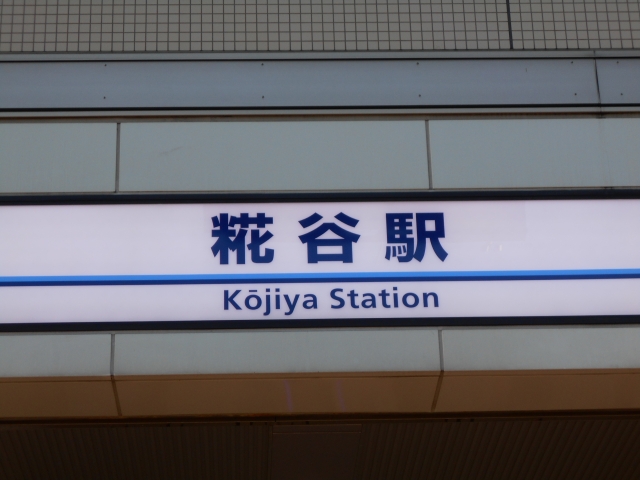 糀谷駅
Kōjiya Station